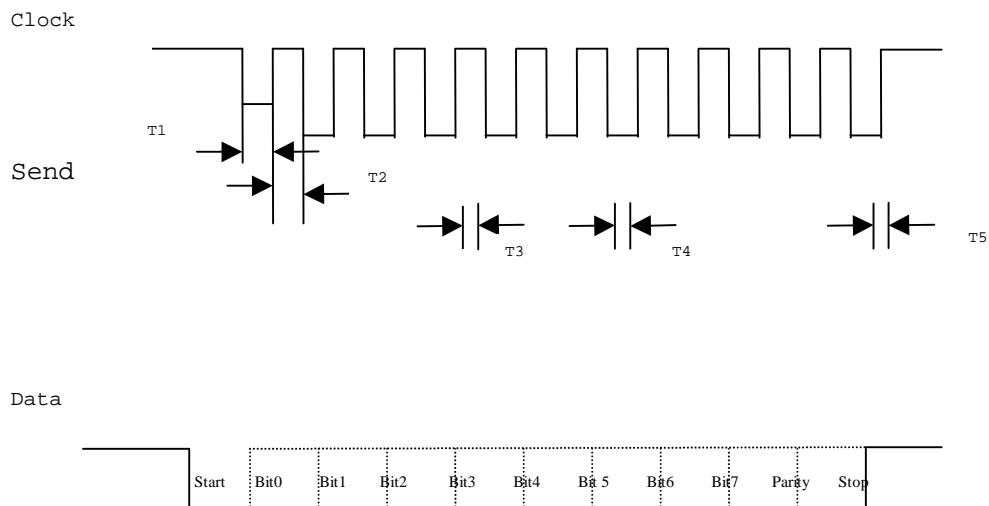 Clock
T1
Send
T2
T3 T4 T5
Data
Start Bit0 Bit1 Bit2 Bit3 Bit4 Bit 5 Bit6 Bit7 Parity Stop